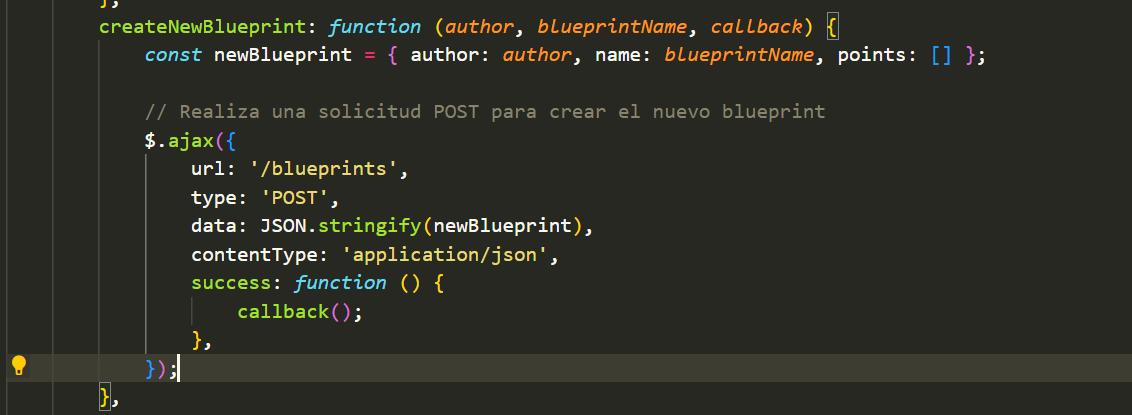 },
createNewBlueprint: function (author, blueprintName, callback) {
const newBlueprint = { author: author, name: blueprintName, points: [] };
// Realiza una solicitud POST para crear el nuevo blueprint
$.ajax({
url: '/blueprints',
type: 'POST',
data: JSON.stringify(newBlueprint),
contentType: 'application/json',
success: function () {
callback();
},
});
},